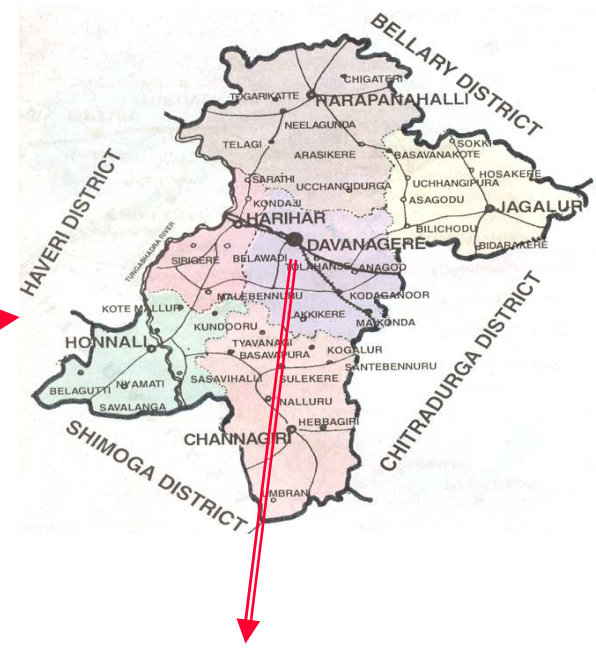 BELLARY DISTRICT
CHIGATERI
TOGARIKATTE
HARAPANAHALLI
NEELAGUNDA
SOKKI
TELAGI
ARASIKERE
BASAVANAKOTE
HOSAKERE
SARATHI
UCCHANGIDURGA
UCHHANGIPURA
KONDAJI
ASAGODU
JAGALUR
HAVERI DISTRICT
HARIHAR
BILICHODU
DAVANAGERE
BIDARAKERE
TUNGABHADRA RIVER
SIRIGERE
BELAWADI
TOLAHANSE
ANAGOD
MALEBENNURU
KODAGANOOR
KOTE MALLUR
KUNDOORU
LAKKIKERE
MAYAKONDA
HONNALI
TYAVANAGI
BASAVAPURA
KOGALUR
SANTEBENNURU
BELAGUTTI
NYAMATI
SASAVIHALLI
SULEKERE
SAVALANGA
NALLURU
CHITRADURGA DISTRICT
HEBBAGIRI
CHANNAGIRI
SHIMOGA DISTRICT
UMBRAN